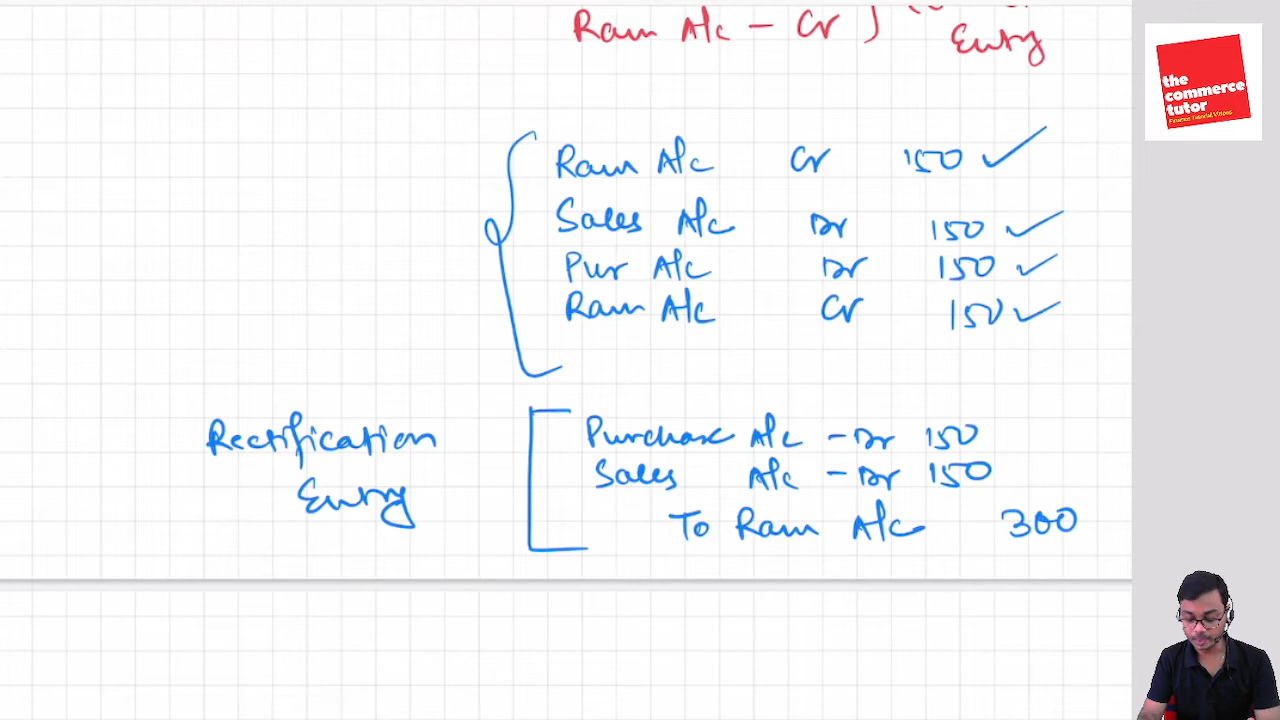 Ram A/c - Cr )
Entry
Ram A/c Cr 150 ✓
Sales A/c Dr 150 ✓
Pur A/c Dr 150 ✓
Ram A/c Cr 150 ✓
Rectification
Entry
Purchase A/c - Dr 150
Sales A/c - Dr 150
To Ram A/c 300
the
commerce
tutor